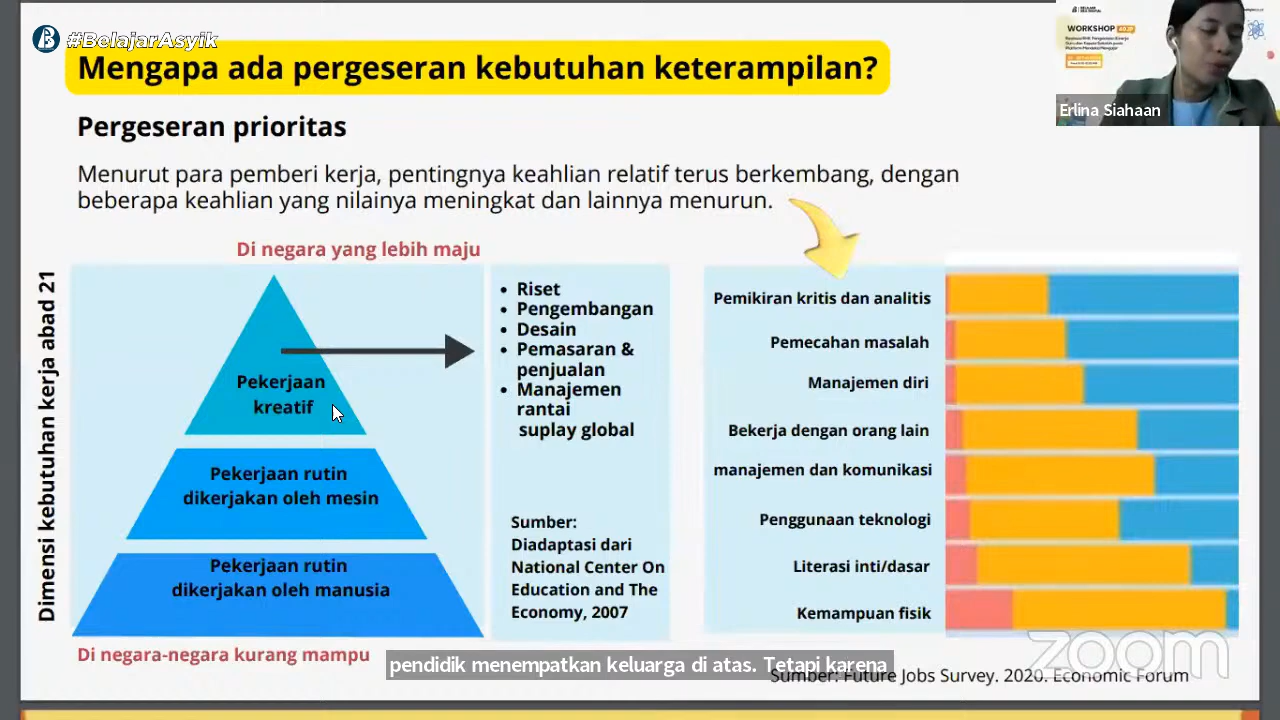 #BelajarAsyik
Mengapa ada pergeseran kebutuhan keterampilan?
WORKSHOP
Erlina Siahaan
Pergeseran prioritas
Menurut para pemberi kerja, pentingnya keahlian relatif terus berkembang, dengan
beberapa keahlian yang nilainya meningkat dan lainnya menurun.
Di negara yang lebih maju
Dimensi kebutuhan kerja abad 21
Pekerjaan
kreatif
Pekerjaan rutin
dikerjakan oleh mesin
Pekerjaan rutin
dikerjakan oleh manusia
Di negara-negara kurang mampu
• Riset
• Pengembangan
• Desain
• Pemasaran &
penjualan
• Manajemen
rantai
suplay global
Sumber:
Diadaptasi dari
National Center On
Education and The
Economy, 2007
Pemikiran kritis dan analitis
Pemecahan masalah
Manajemen diri
Bekerja dengan orang lain
manajemen dan komunikasi
Penggunaan teknologi
Literasi inti/dasar
Kemampuan fisik
zoom
pendidik menempatkan keluarga di atas. Tetapi karena
Sumber: Future Jobs Survey. 2020. Economic Forum